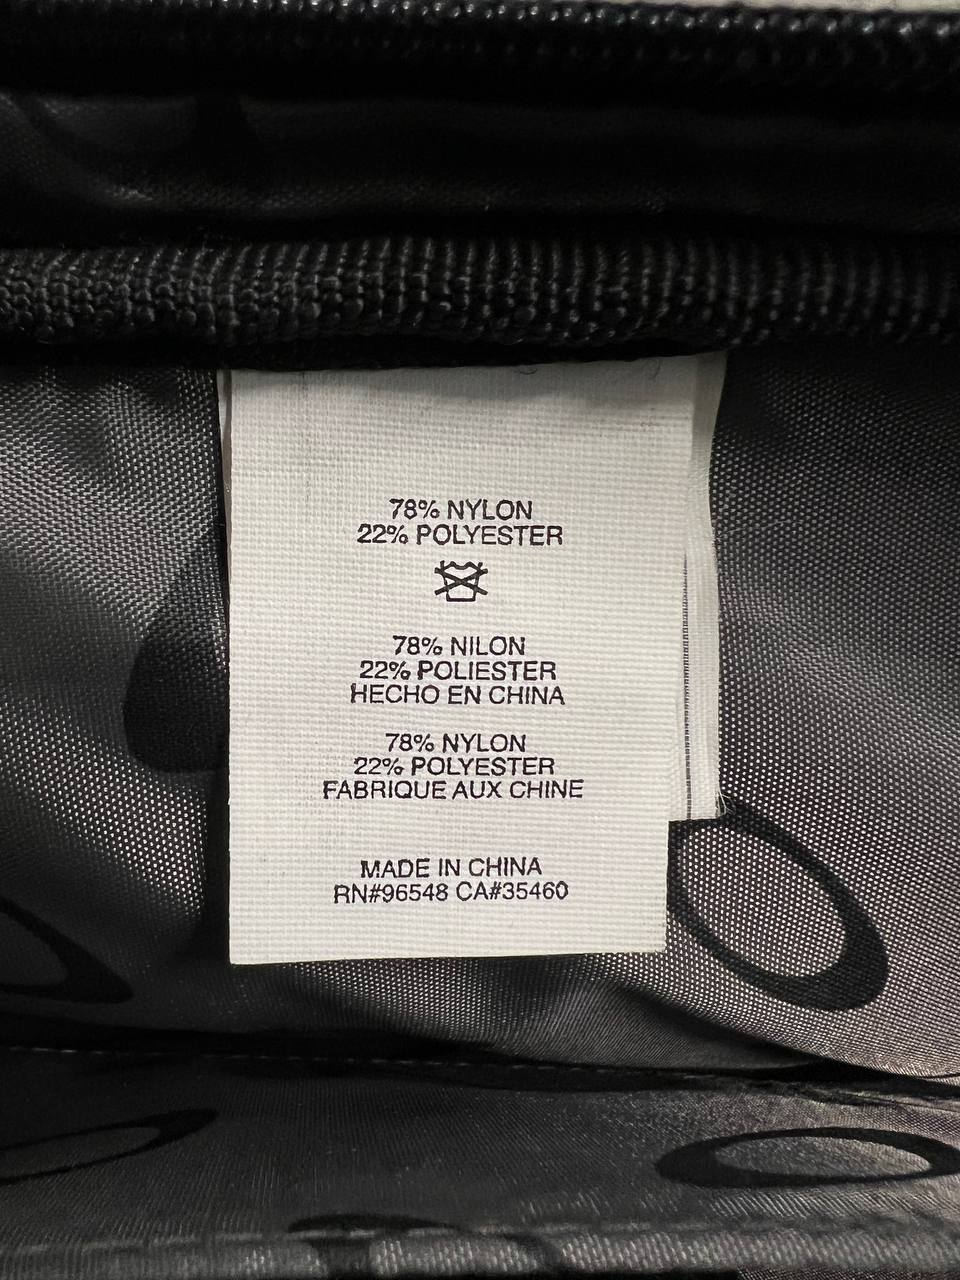 78% NYLON
22% POLYESTER
78% NILON
22% POLIESTER
HECHO EN CHINA
78% NYLON
22% POLYESTER
FABRIQUE AUX CHINE
MADE IN CHINA
RN#96548 CA#35460